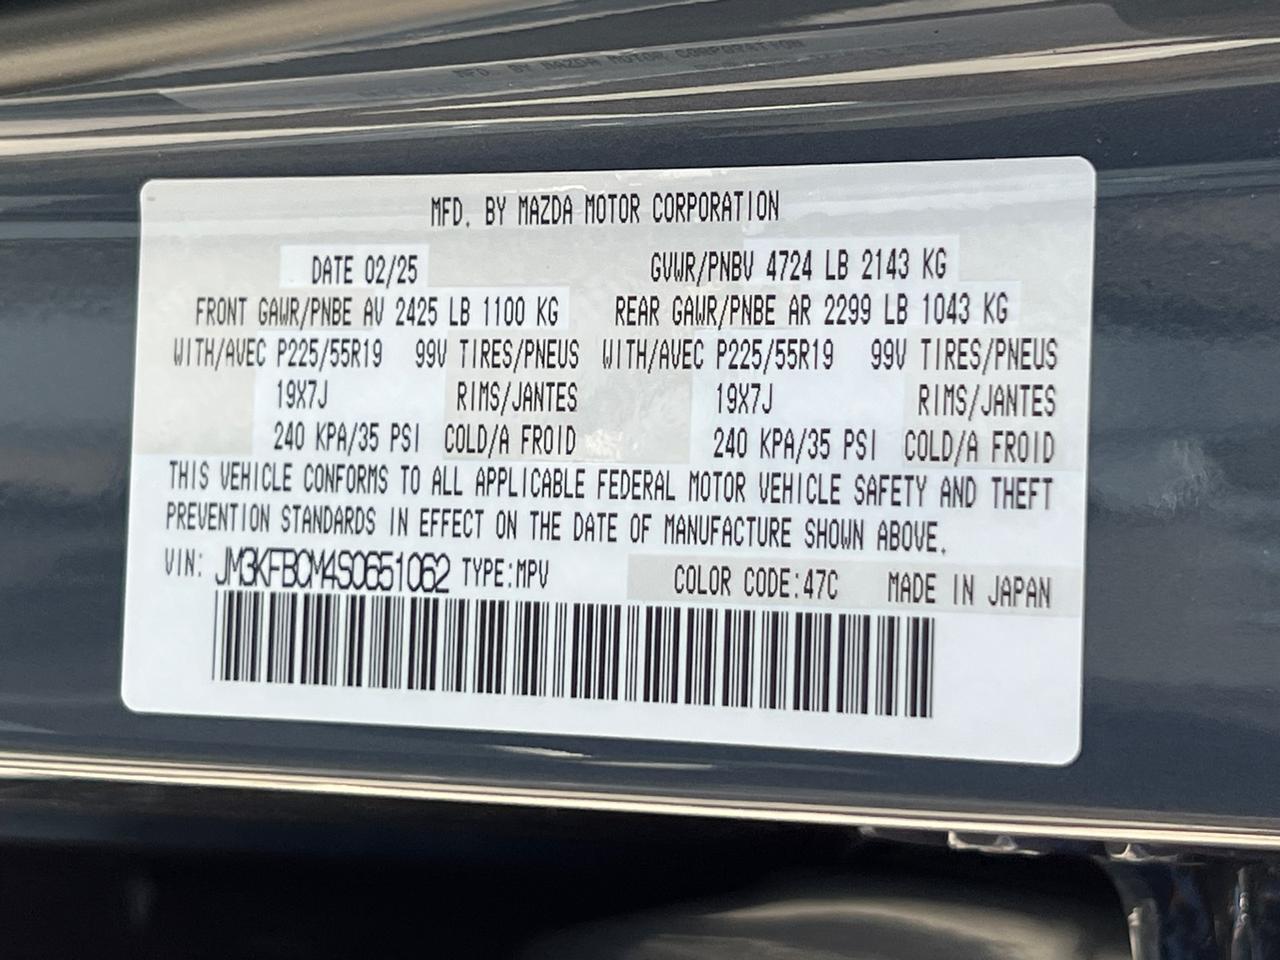 MFD. BY MAZDA MOTOR CORPORATION
DATE 02/25 GVWR/PNBV 4724 LB 2143 KG
FRONT GAWR/PNBE AV 2425 LB 1100 KG REAR GAWR/PNBE AR 2299 LB 1043 KG
WITH/AVEC P225/55R19 99V TIRES/PNEUS WITH/AVEC P225/55R19 99V TIRES/PNEUS
19X7J RIMS/JANTES 19X7J RIMS/JANTES
240 KPA/35 PSI COLD/A FROID 240 KPA/35 PSI COLD/A FROID
THIS VEHICLE CONFORMS TO ALL APPLICABLE FEDERAL MOTOR VEHICLE SAFETY AND THEFT
PREVENTION STANDARDS IN EFFECT ON THE DATE OF MANUFACTURE SHOWN ABOVE.
VIN: JM3KFBCM4S0651062 TYPE:MPV COLOR CODE:47C MADE IN JAPAN